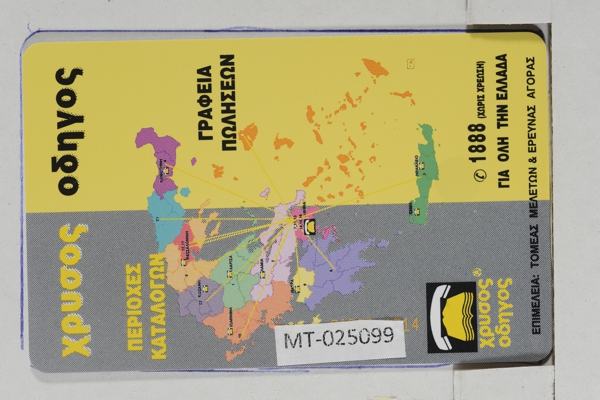 χρυσος οδηγος
ΓΡΑΦΕΙΑ
ΠΩΛΗΣΕΩΝ
ΠΕΡΙΟΧΕΣ
ΚΑΤΑΛΟΓΩΝ
14
MT-025099
✆ 1888 (ΧΩΡΙΣ ΧΡΕΩΣΗ)
ΓΙΑ ΟΛΗ ΤΗΝ ΕΛΛΑΔΑ
χρυσος
οδηγος®
ΕΠΙΜΕΛΕΙΑ: ΤΟΜΕΑΣ ΜΕΛΕΤΩΝ & ΕΡΕΥΝΑΣ ΑΓΟΡΑΣ